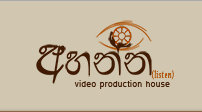 අහන්න
(listen)
video production house